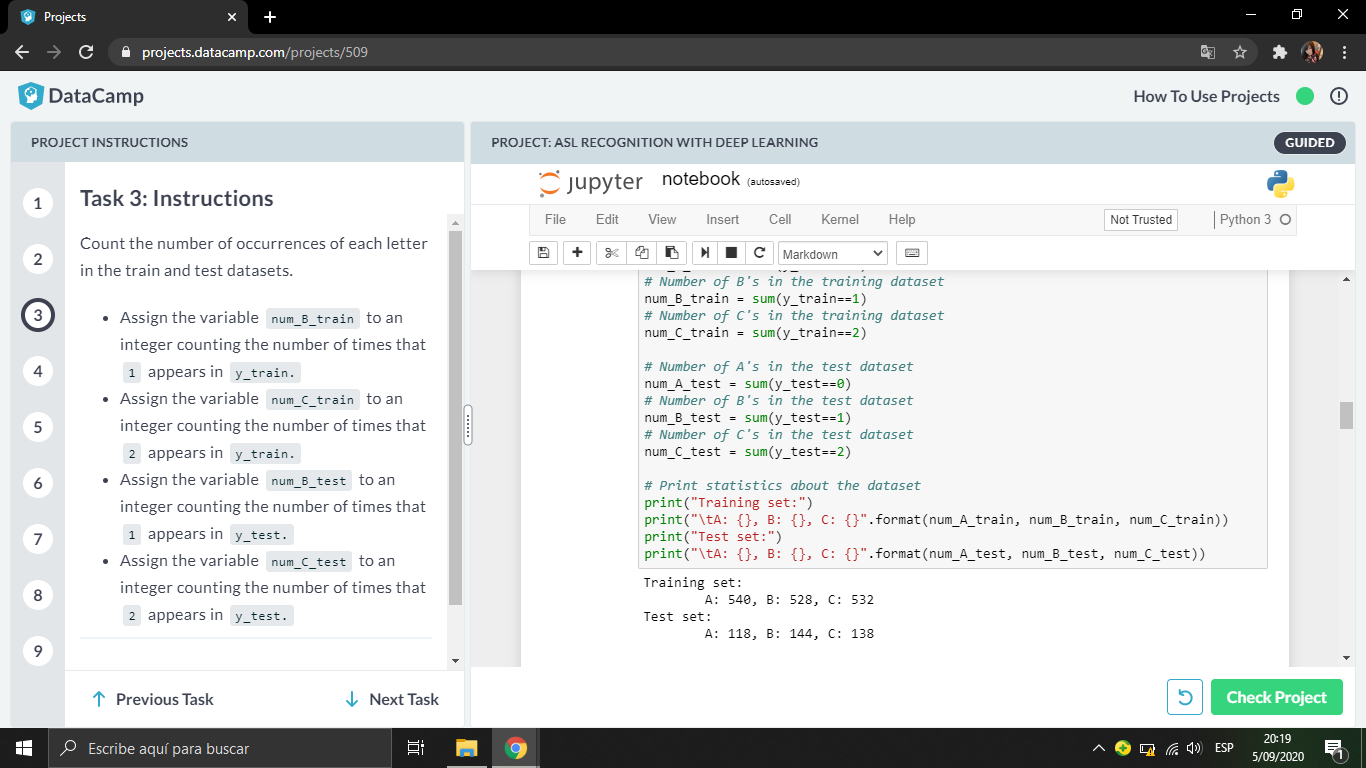 Projects
projects.datacamp.com/projects/509
DataCamp
How To Use Projects
PROJECT INSTRUCTIONS
1
2
3
4
5
6
7
8
9
Task 3: Instructions
Count the number of occurrences of each letter
in the train and test datasets.
• Assign the variable num_B_train to an
integer counting the number of times that
1 appears in y_train.
• Assign the variable num_C_train to an
integer counting the number of times that
2 appears in y_train.
• Assign the variable num_B_test to an
integer counting the number of times that
1 appears in y_test.
• Assign the variable num_C_test to an
integer counting the number of times that
2 appears in y_test.
Previous Task
Next Task
PROJECT: ASL RECOGNITION WITH DEEP LEARNING
GUIDED
jupyter notebook (autosaved)
File Edit View Insert Cell Kernel Help
Not Trusted
Python 3
Markdown
# Number of B's in the training dataset
num_B_train = sum(y_train==1)
# Number of C's in the training dataset
num_C_train = sum(y_train==2)
# Number of A's in the test dataset
num_A_test = sum(y_test==0)
# Number of B's in the test dataset
num_B_test = sum(y_test==1)
# Number of C's in the test dataset
num_C_test = sum(y_test==2)
# Print statistics about the dataset
print("Training set:")
print("\tA: {}, B: {}, C: {}".format(num_A_train, num_B_train, num_C_train))
print("Test set:")
print("\tA: {}, B: {}, C: {}".format(num_A_test, num_B_test, num_C_test))
Training set:
A: 540, B: 528, C: 532
Test set:
A: 118, B: 144, C: 138
Check Project
Escribe aquí para buscar
ESP
20:19
5/09/2020
1